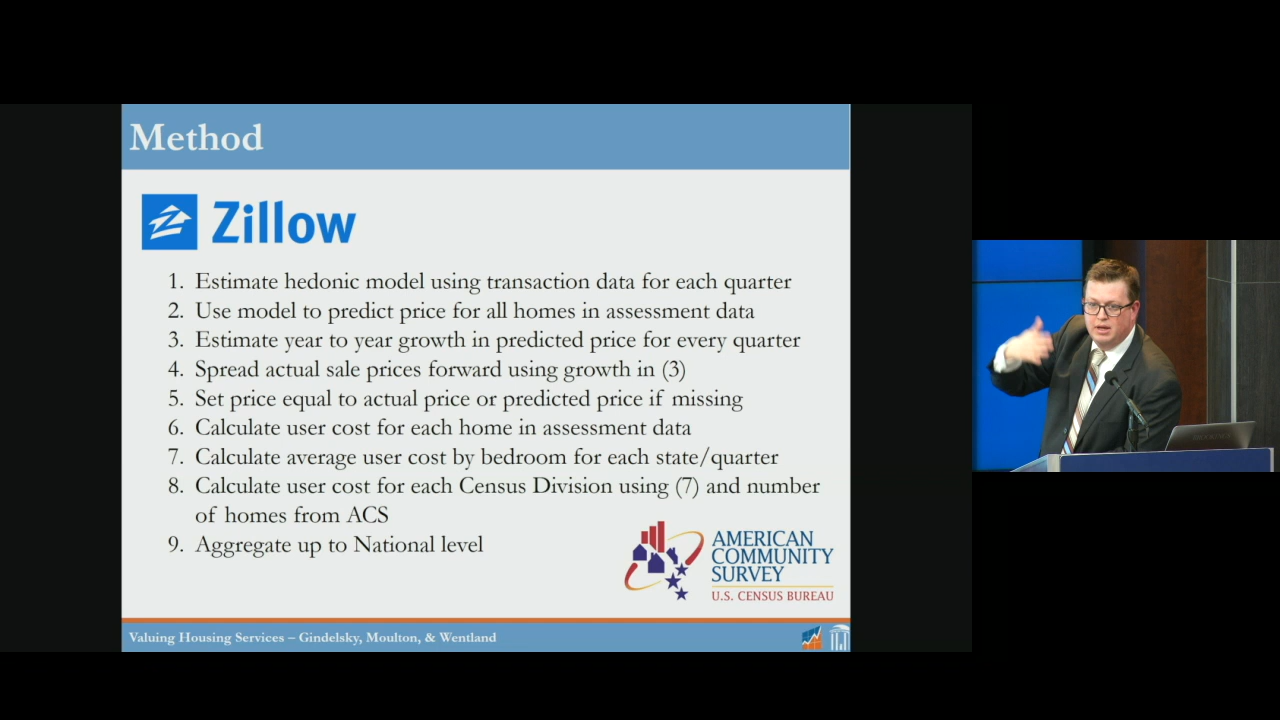 Method
Zillow
1. Estimate hedonic model using transaction data for each quarter
2. Use model to predict price for all homes in assessment data
3. Estimate year to year growth in predicted price for every quarter
4. Spread actual sale prices forward using growth in (3)
5. Set price equal to actual price or predicted price if missing
6. Calculate user cost for each home in assessment data
7. Calculate average user cost by bedroom for each state/quarter
8. Calculate user cost for each Census Division using (7) and number
of homes from ACS
9. Aggregate up to National level
AMERICAN
COMMUNITY
SURVEY
U.S. CENSUS BUREAU
Valuing Housing Services – Gindelsky, Moulton, & Wentland